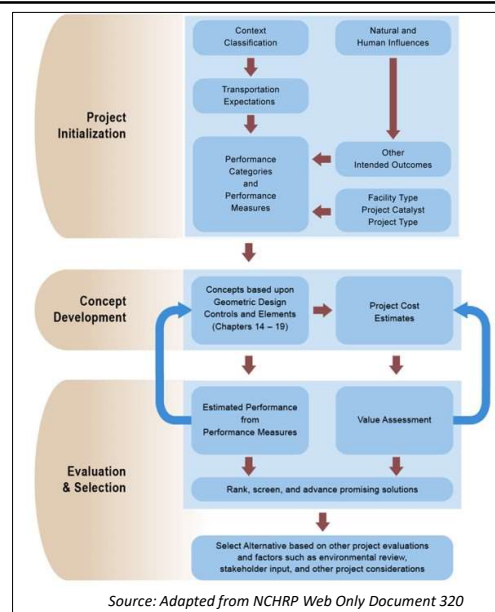 Project
Initialization
Context
Classification
Natural and
Human Influences
Transportation
Expectations
Performance
Categories
and
Performance
Measures
Other
Intended Outcomes
Facility Type
Project Catalyst
Project Type
Concept
Development
Concepts based upon
Geometric Design
Controls and Elements
(Chapters 14 – 19)
Project Cost
Estimates
Evaluation
& Selection
Estimated Performance
from
Performance Measures
Value Assessment
Rank, screen, and advance promising solutions
Select Alternative based on other project evaluations
and factors such as environmental review,
stakeholder input, and other project considerations
Source: Adapted from NCHRP Web Only Document 320